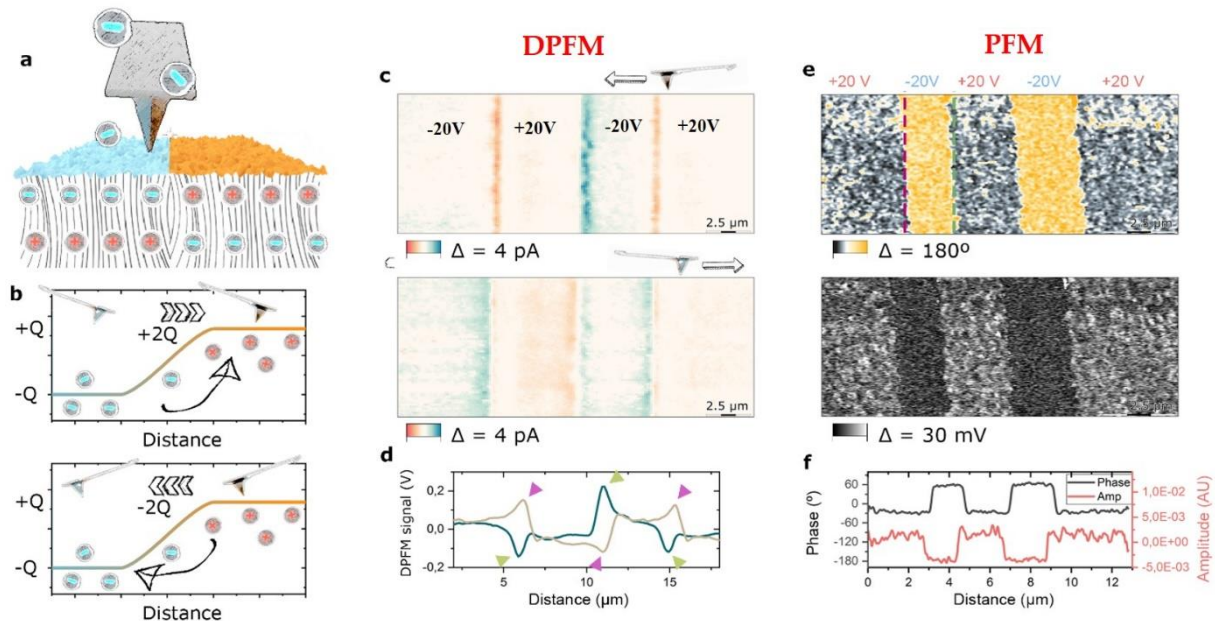 DPFM
PFM
a
c
e
+20 V -20V +20 V -20V +20 V
-20V +20V -20V +20V
2.5 µm
Δ = 4 pA
Δ = 180º
b
+Q
+2Q
-Q
Distance
2.5 µm
Δ = 4 pA
Δ = 30 mV
+Q
-2Q
-Q
Distance
d
DPFM signal (V)
0,2
0,0
-0,2
5 10 15
Distance (µm)
f
Phase
Amp
Phase (º)
120
60
0
-60
-120
-180
1,0E-02
5,0E-03
0,0E+00
-5,0E-03
Amplitude (AU)
0 2 4 6 8 10 12
Distance (µm)